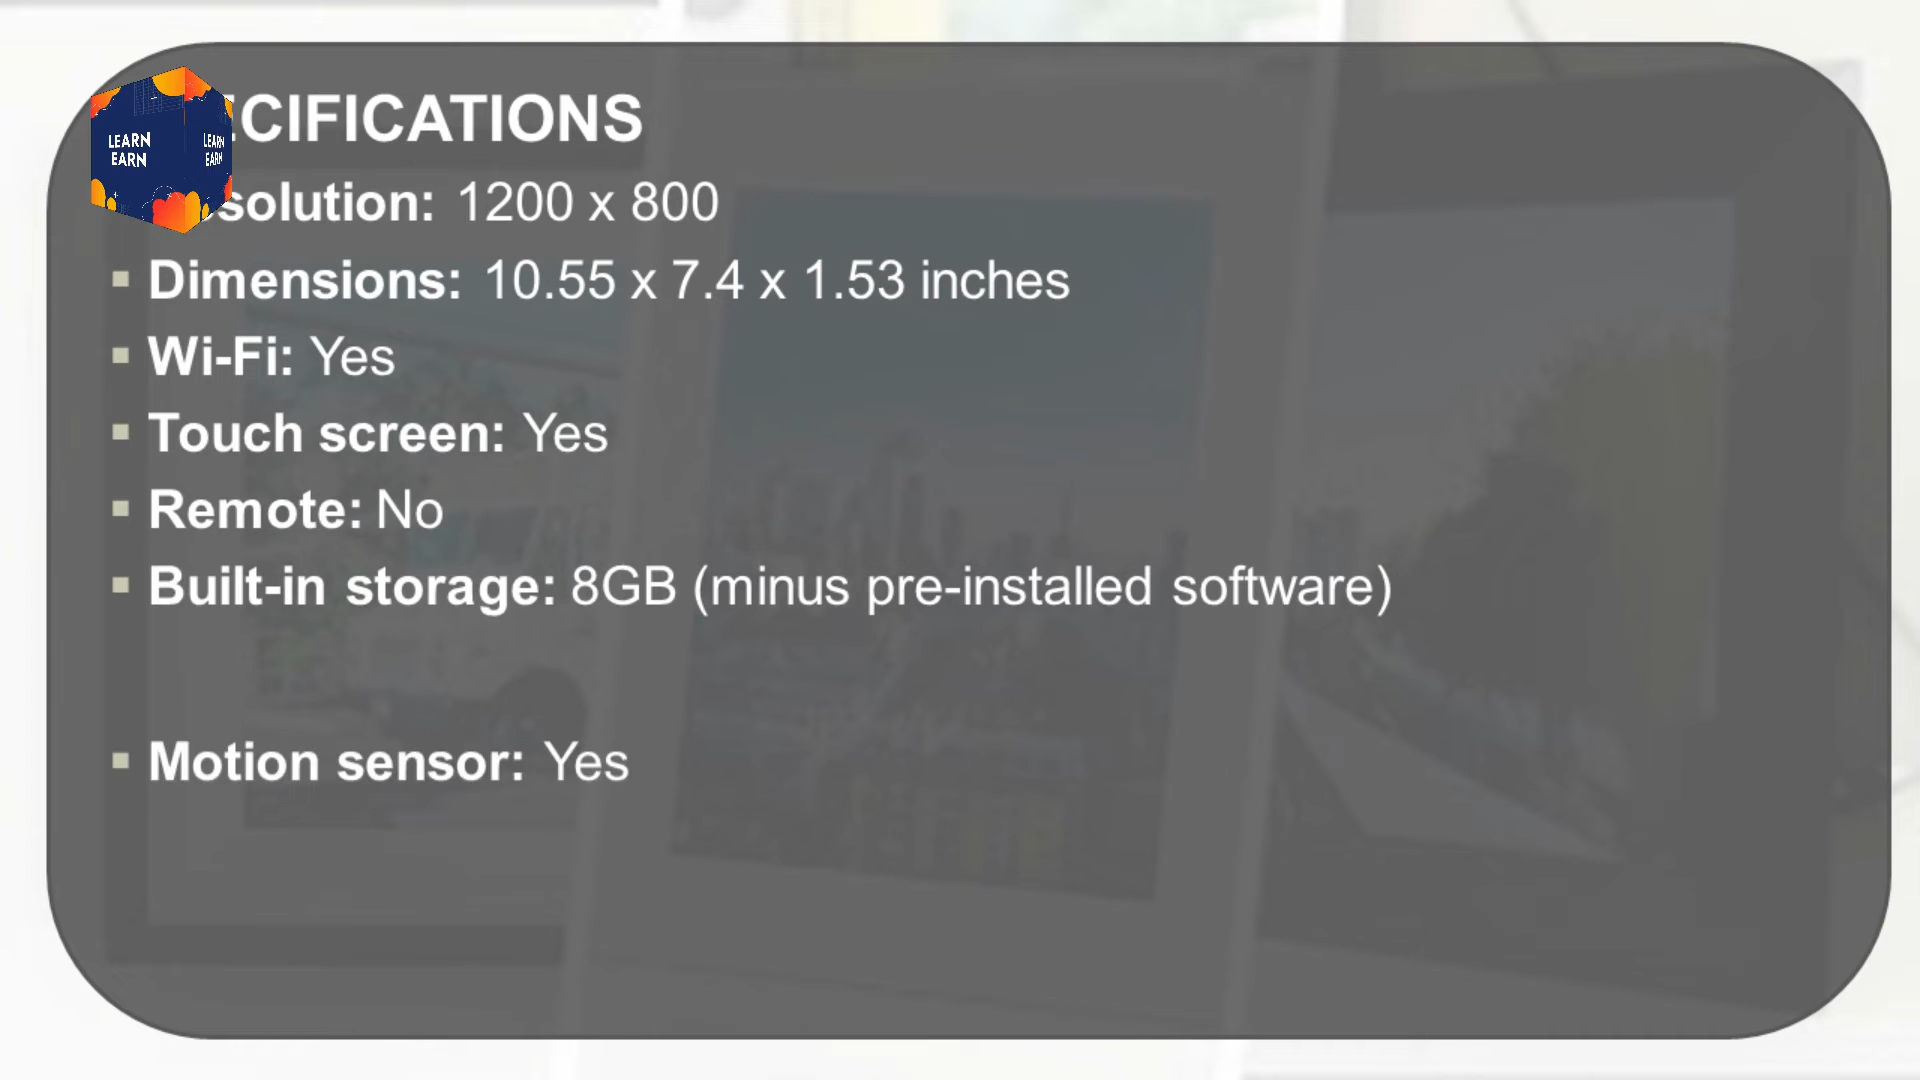 LEARN
EARN
LEARN
EARN
CIFICATIONS
solution: 1200 x 800
▪ Dimensions: 10.55 x 7.4 x 1.53 inches
▪ Wi-Fi: Yes
▪ Touch screen: Yes
▪ Remote: No
▪ Built-in storage: 8GB (minus pre-installed software)
▪ Motion sensor: Yes